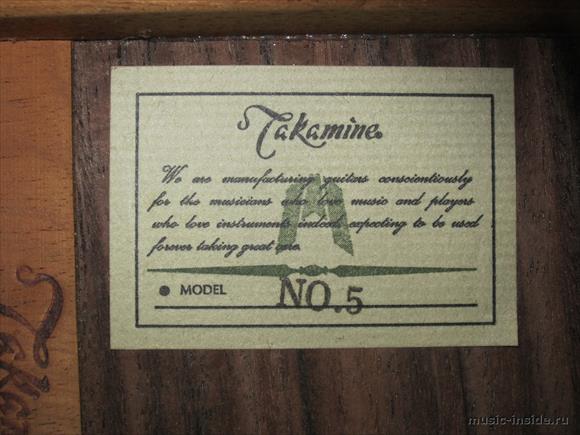 Takamine
We are manufacturing guitars conscientiously
for the musicians who love music and players
who love instruments indeed, expecting to be used
forever taking great care.
MODEL NO.5
Takam
music-inside.ru